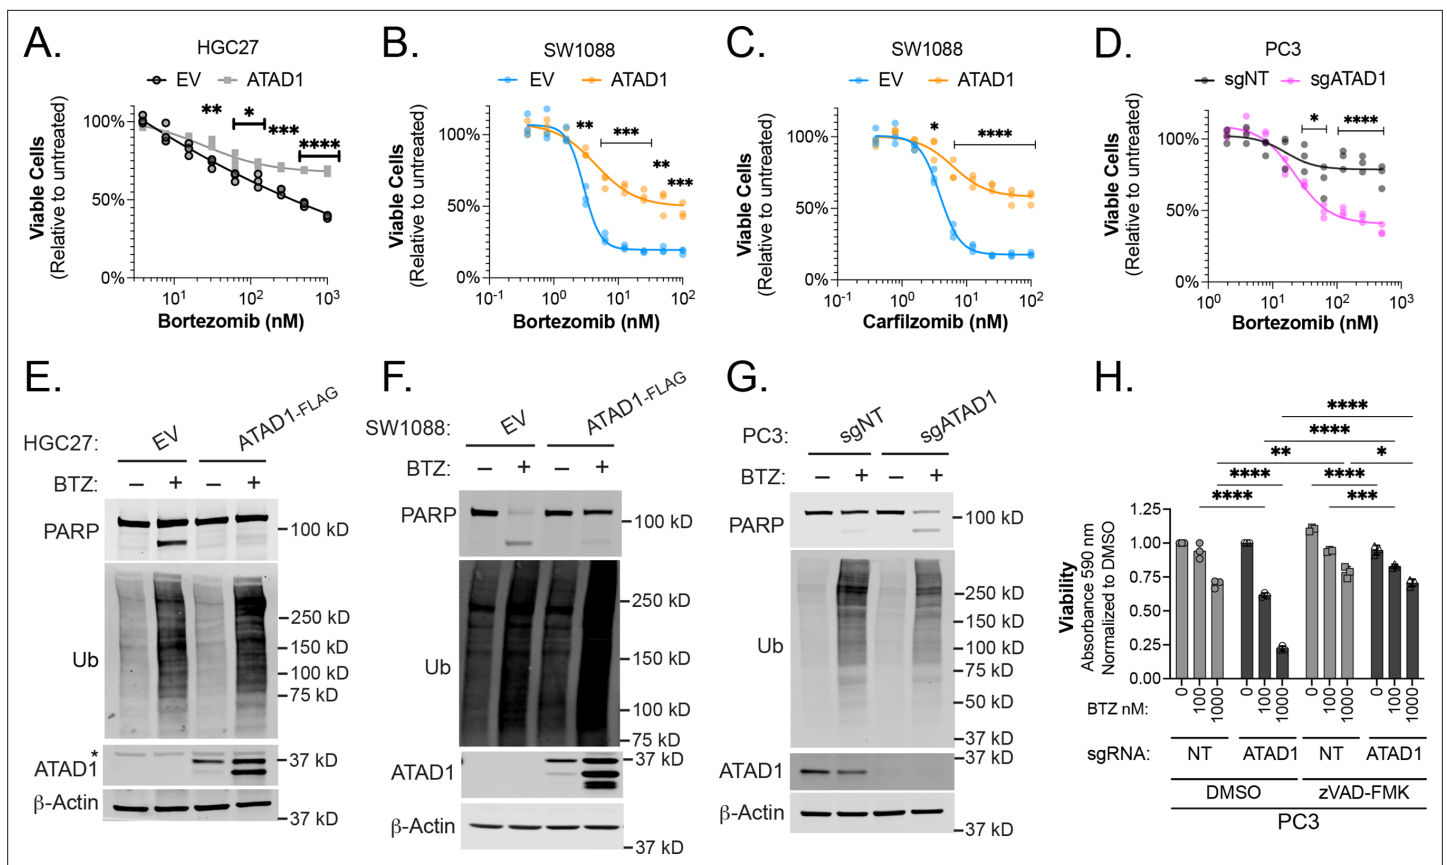 A.
HGC27
EV ATAD1
Viable Cells
(Relative to untreated)
100%
50%
0%
** * *** ****
10¹ 10² 10³
Bortezomib (nM)
B.
SW1088
EV ATAD1
Viable Cells
(Relative to untreated)
100%
50%
0%
** *** ** ***
10⁻¹ 10⁰ 10¹ 10²
Bortezomib (nM)
C.
SW1088
EV ATAD1
Viable Cells
(Relative to untreated)
100%
50%
0%
* ****
10⁻¹ 10⁰ 10¹ 10²
Carfilzomib (nM)
D.
PC3
sgNT sgATAD1
Viable Cells
(Relative to untreated)
100%
50%
0%
* ****
10⁰ 10¹ 10² 10³
Bortezomib (nM)
E.
HGC27: EV ATAD1-FLAG
BTZ: – + – +
PARP
100 kD
Ub
250 kD
150 kD
100 kD
75 kD
*
ATAD1
37 kD
β-Actin
37 kD
F.
SW1088: EV ATAD1-FLAG
BTZ: – + – +
PARP
100 kD
Ub
250 kD
150 kD
100 kD
75 kD
ATAD1
37 kD
β-Actin
37 kD
G.
PC3: sgNT sgATAD1
BTZ: – + – +
PARP
100 kD
Ub
250 kD
150 kD
100 kD
75 kD
50 kD
37 kD
ATAD1
37 kD
β-Actin
37 kD
H.
****
****
** *
**** ****
**** ***
Viability
Absorbance 590 nm
Normalized to DMSO
1.25
1.00
0.75
0.50
0.25
0.00
BTZ nM: 0 100 1000 0 100 1000 0 100 1000 0 100 1000
sgRNA: NT ATAD1 NT ATAD1
DMSO zVAD-FMK
PC3